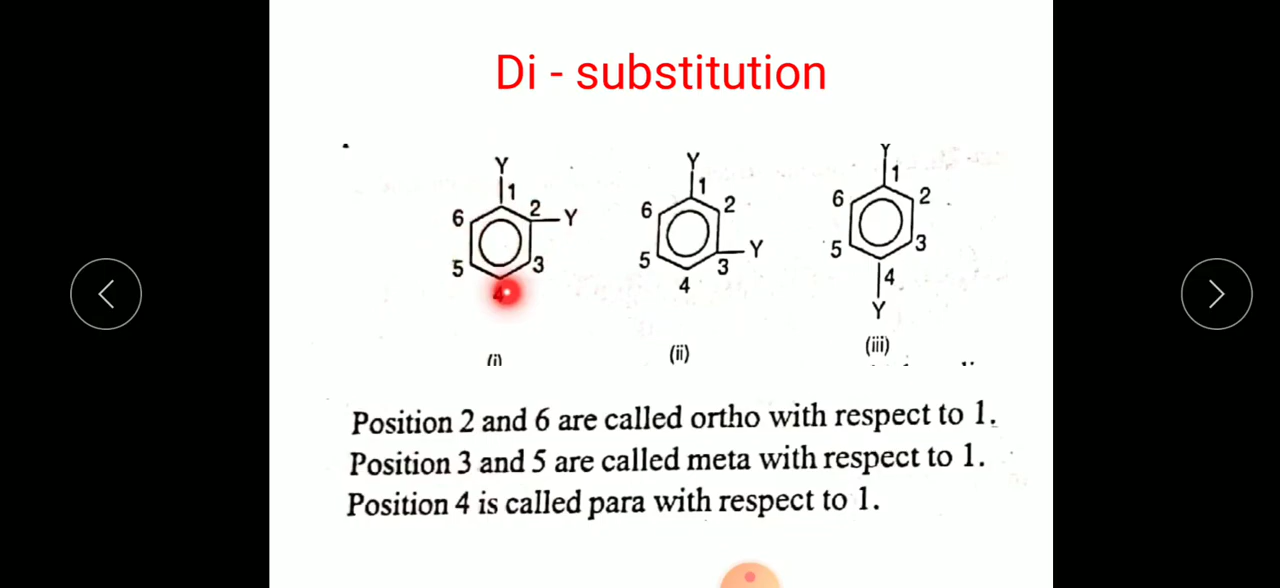 Di - substitution
Y Y Y
1 1 1
6 2 Y 6 2 6 2
5 3 5 3 Y 5 3
4 4 4
Y
(i) (ii) (iii)
Position 2 and 6 are called ortho with respect to 1.
Position 3 and 5 are called meta with respect to 1.
Position 4 is called para with respect to 1.